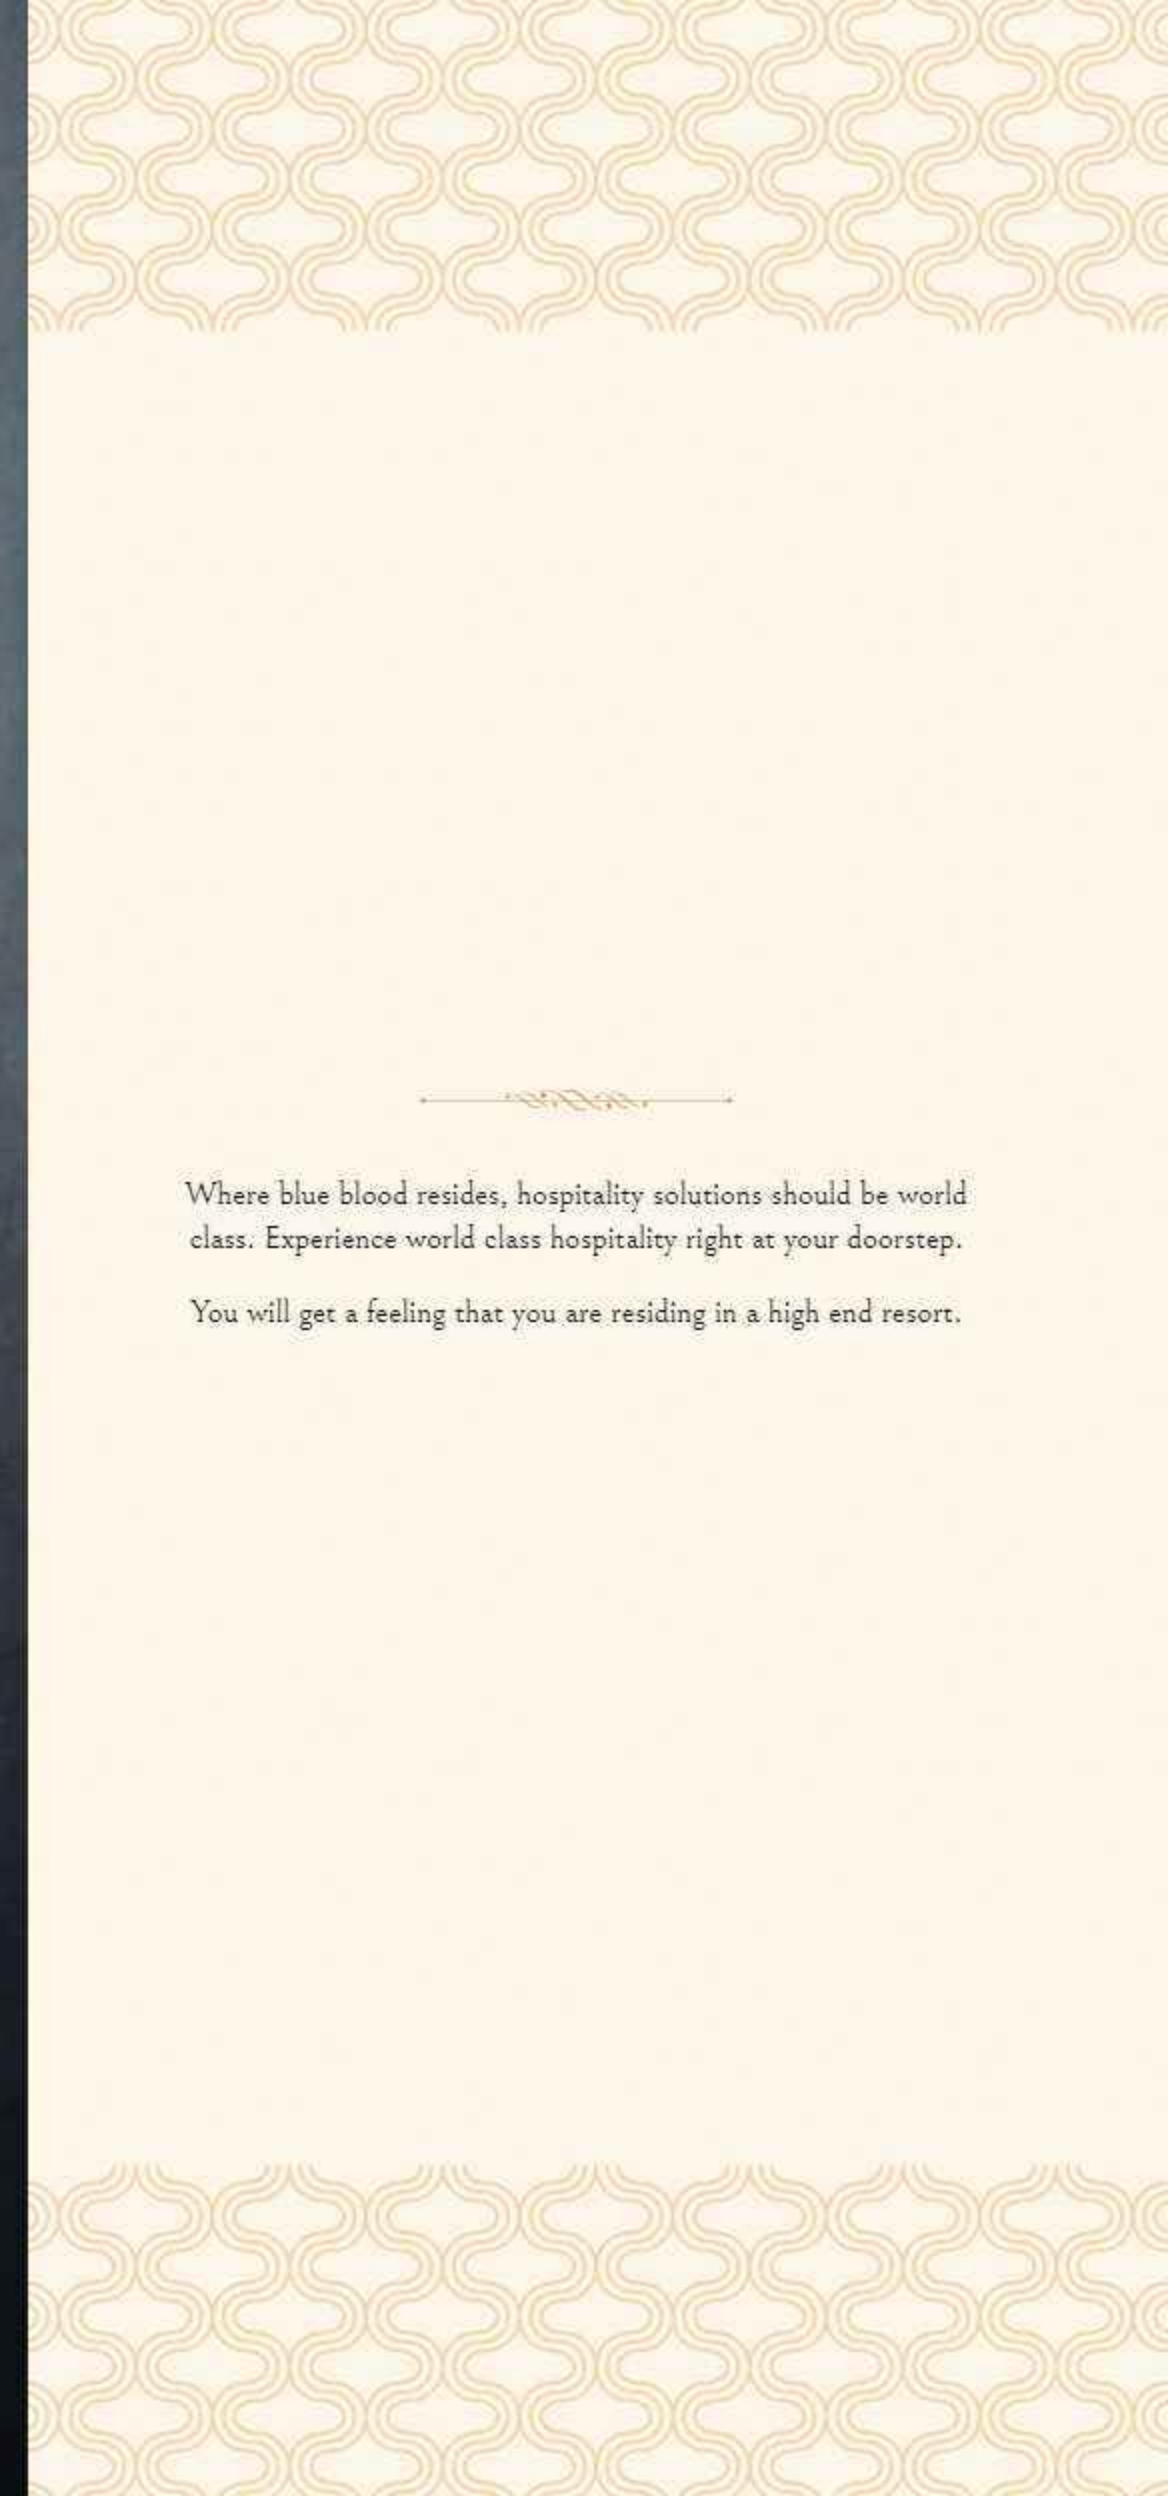 Where blue blood resides, hospitality solutions should be world
class. Experience world class hospitality right at your doorstep.
You will get a feeling that you are residing in a high end resort.